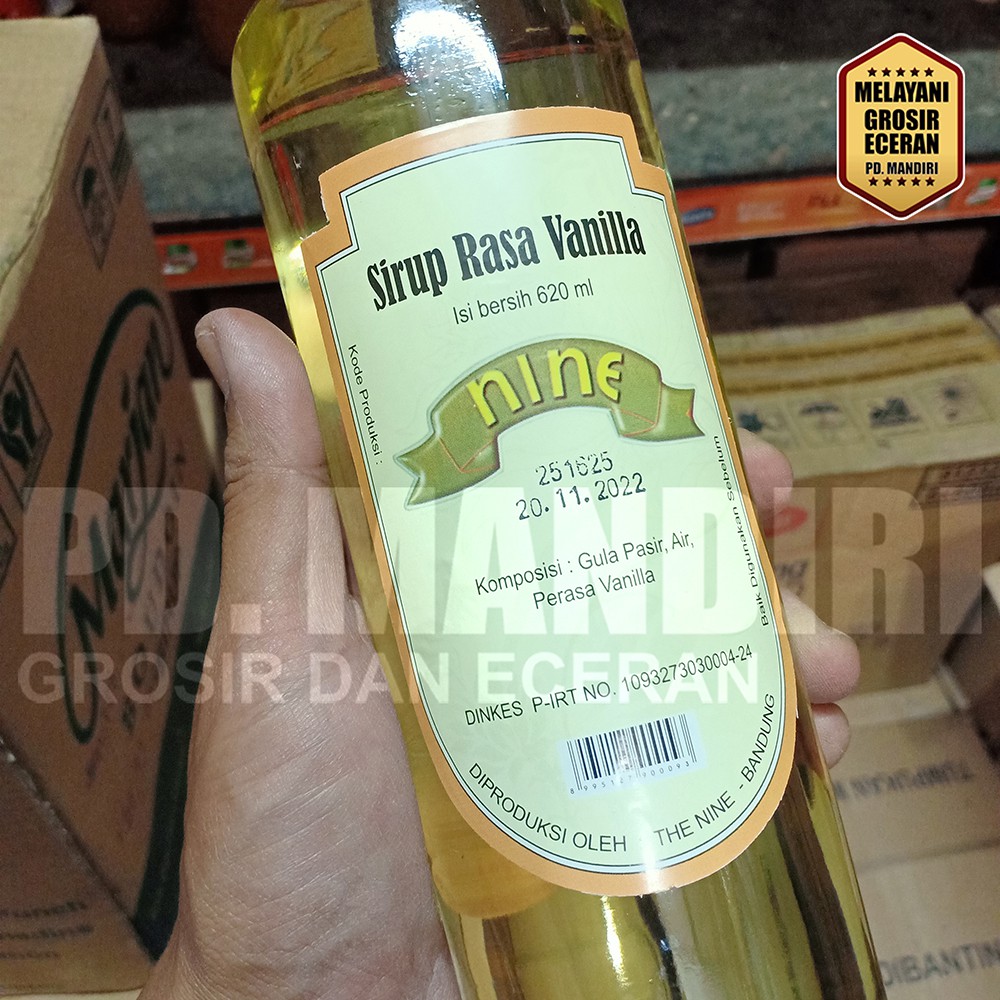 MELAYANI
GROSIR
ECERAN
PD. MANDIRI
Sirup Rasa Vanilla
Isi bersih 620 ml
nine
Kode Produksi :
251625
20. 11. 2022
Baik Digunakan Sebelum
Komposisi : Gula Pasir, Air,
Perasa Vanilla
DINKES P-IRT NO. 1093273030004-24
DIPRODUKSI OLEH : THE NINE - BANDUNG
PD. MANDIRI
GROSIR DAN ECERAN
Marjan